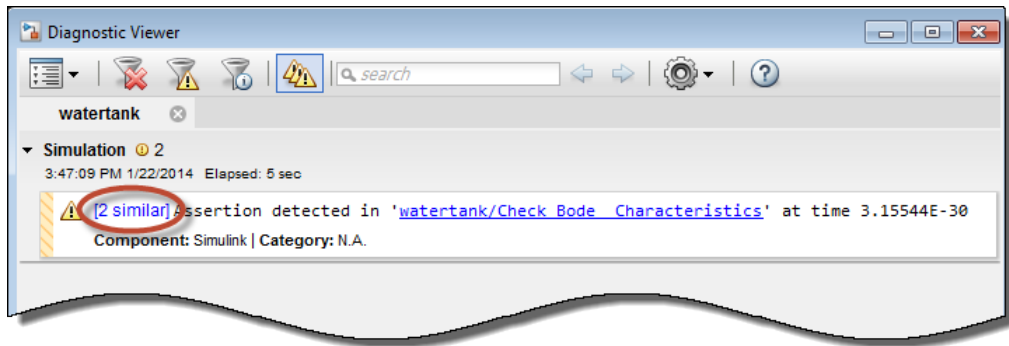 Diagnostic Viewer
search
watertank
Simulation 2
3:47:09 PM 1/22/2014 Elapsed: 5 sec
[2 similar] Assertion detected in 'watertank/Check Bode Characteristics' at time 3.15544E-30
Component: Simulink | Category: N.A.